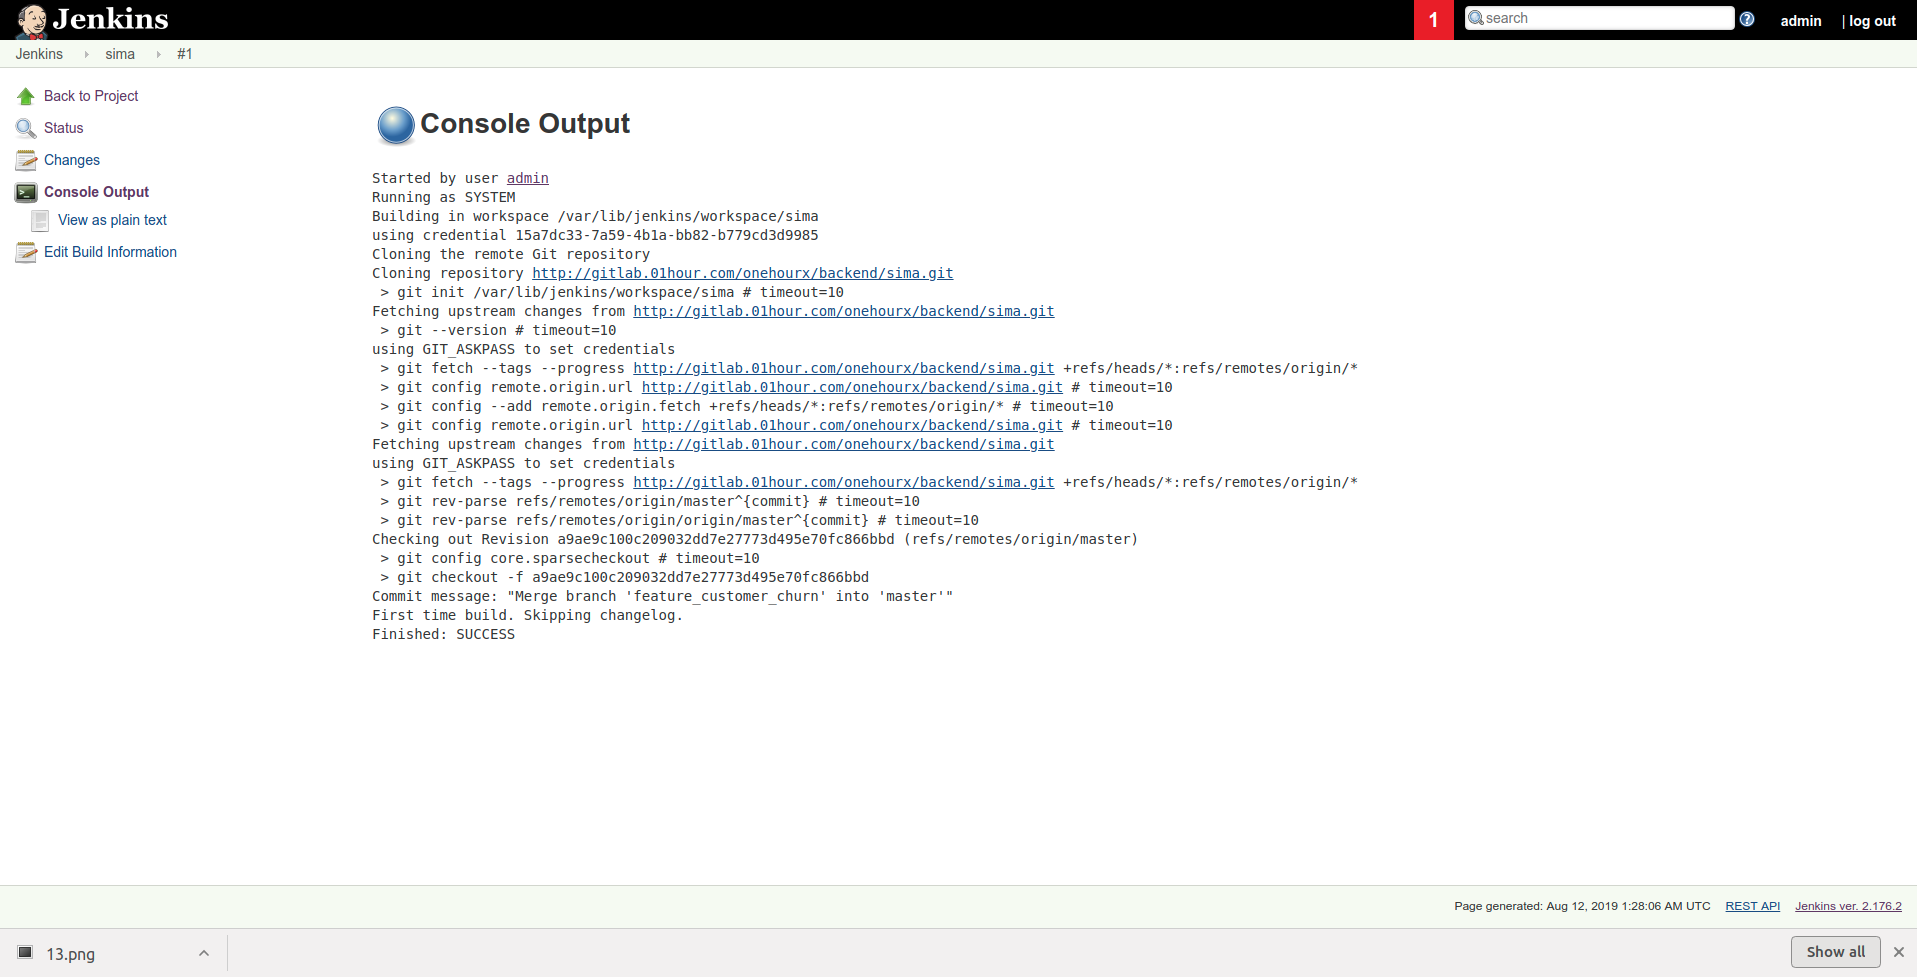 Jenkins
1
search
admin
| log out
Jenkins
sima
#1
Back to Project
Status
Changes
Console Output
View as plain text
Edit Build Information
Console Output
Started by user admin
Running as SYSTEM
Building in workspace /var/lib/jenkins/workspace/sima
using credential 15a7dc33-7a59-4b1a-bb82-b779cd3d9985
Cloning the remote Git repository
Cloning repository http://gitlab.01hour.com/onehourx/backend/sima.git
 > git init /var/lib/jenkins/workspace/sima # timeout=10
Fetching upstream changes from http://gitlab.01hour.com/onehourx/backend/sima.git
 > git --version # timeout=10
using GIT_ASKPASS to set credentials
 > git fetch --tags --progress http://gitlab.01hour.com/onehourx/backend/sima.git +refs/heads/*:refs/remotes/origin/*
 > git config remote.origin.url http://gitlab.01hour.com/onehourx/backend/sima.git # timeout=10
 > git config --add remote.origin.fetch +refs/heads/*:refs/remotes/origin/* # timeout=10
 > git config remote.origin.url http://gitlab.01hour.com/onehourx/backend/sima.git # timeout=10
Fetching upstream changes from http://gitlab.01hour.com/onehourx/backend/sima.git
using GIT_ASKPASS to set credentials
 > git fetch --tags --progress http://gitlab.01hour.com/onehourx/backend/sima.git +refs/heads/*:refs/remotes/origin/*
 > git rev-parse refs/remotes/origin/master^{commit} # timeout=10
 > git rev-parse refs/remotes/origin/origin/master^{commit} # timeout=10
Checking out Revision a9ae9c100c209032dd7e27773d495e70fc866bbd (refs/remotes/origin/master)
 > git config core.sparsecheckout # timeout=10
 > git checkout -f a9ae9c100c209032dd7e27773d495e70fc866bbd
Commit message: "Merge branch 'feature_customer_churn' into 'master'"
First time build. Skipping changelog.
Finished: SUCCESS
Page generated: Aug 12, 2019 1:28:06 AM UTC
REST API
Jenkins ver. 2.176.2
13.png
Show all